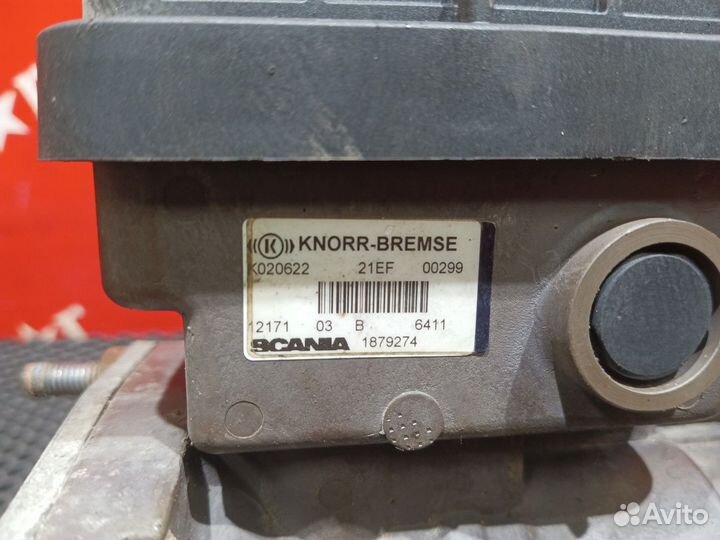 ((K)) KNORR-BREMSE
K020622 21EF 00299
12171 03 B 6411
SCANIA 1879274
Avito